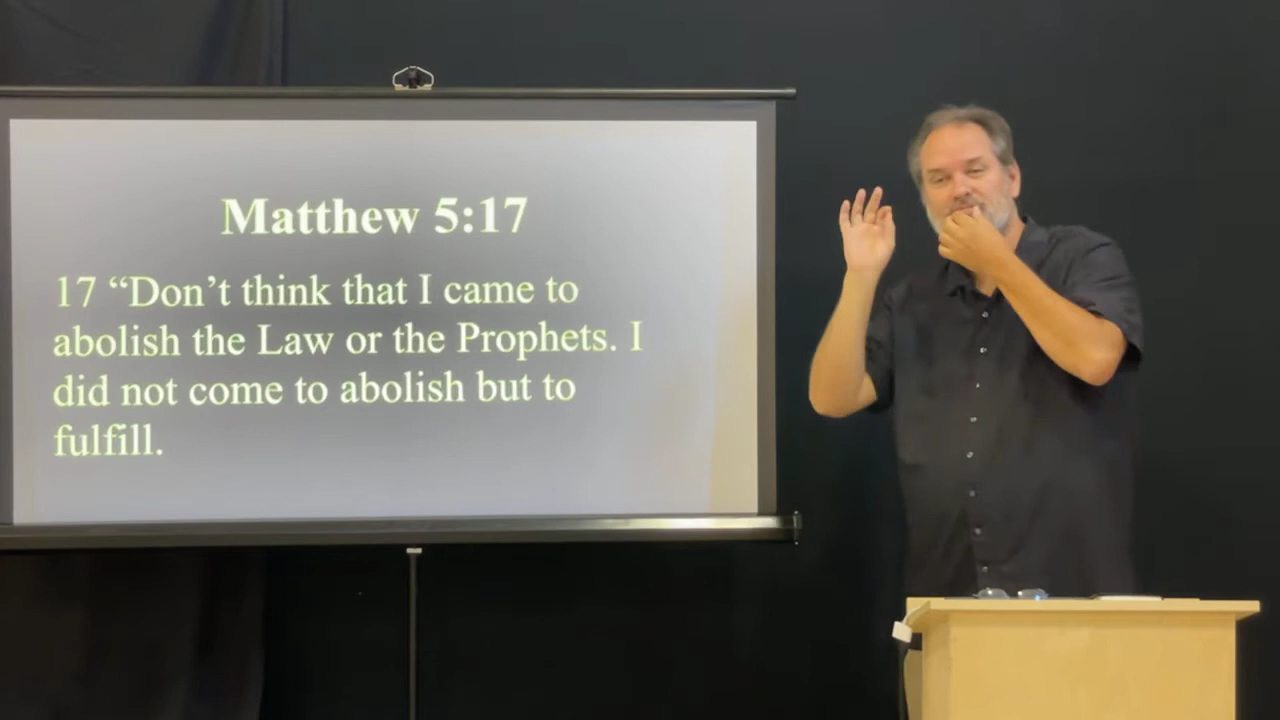 Matthew 5:17
17 “Don’t think that I came to
abolish the Law or the Prophets. I
did not come to abolish but to
fulfill.